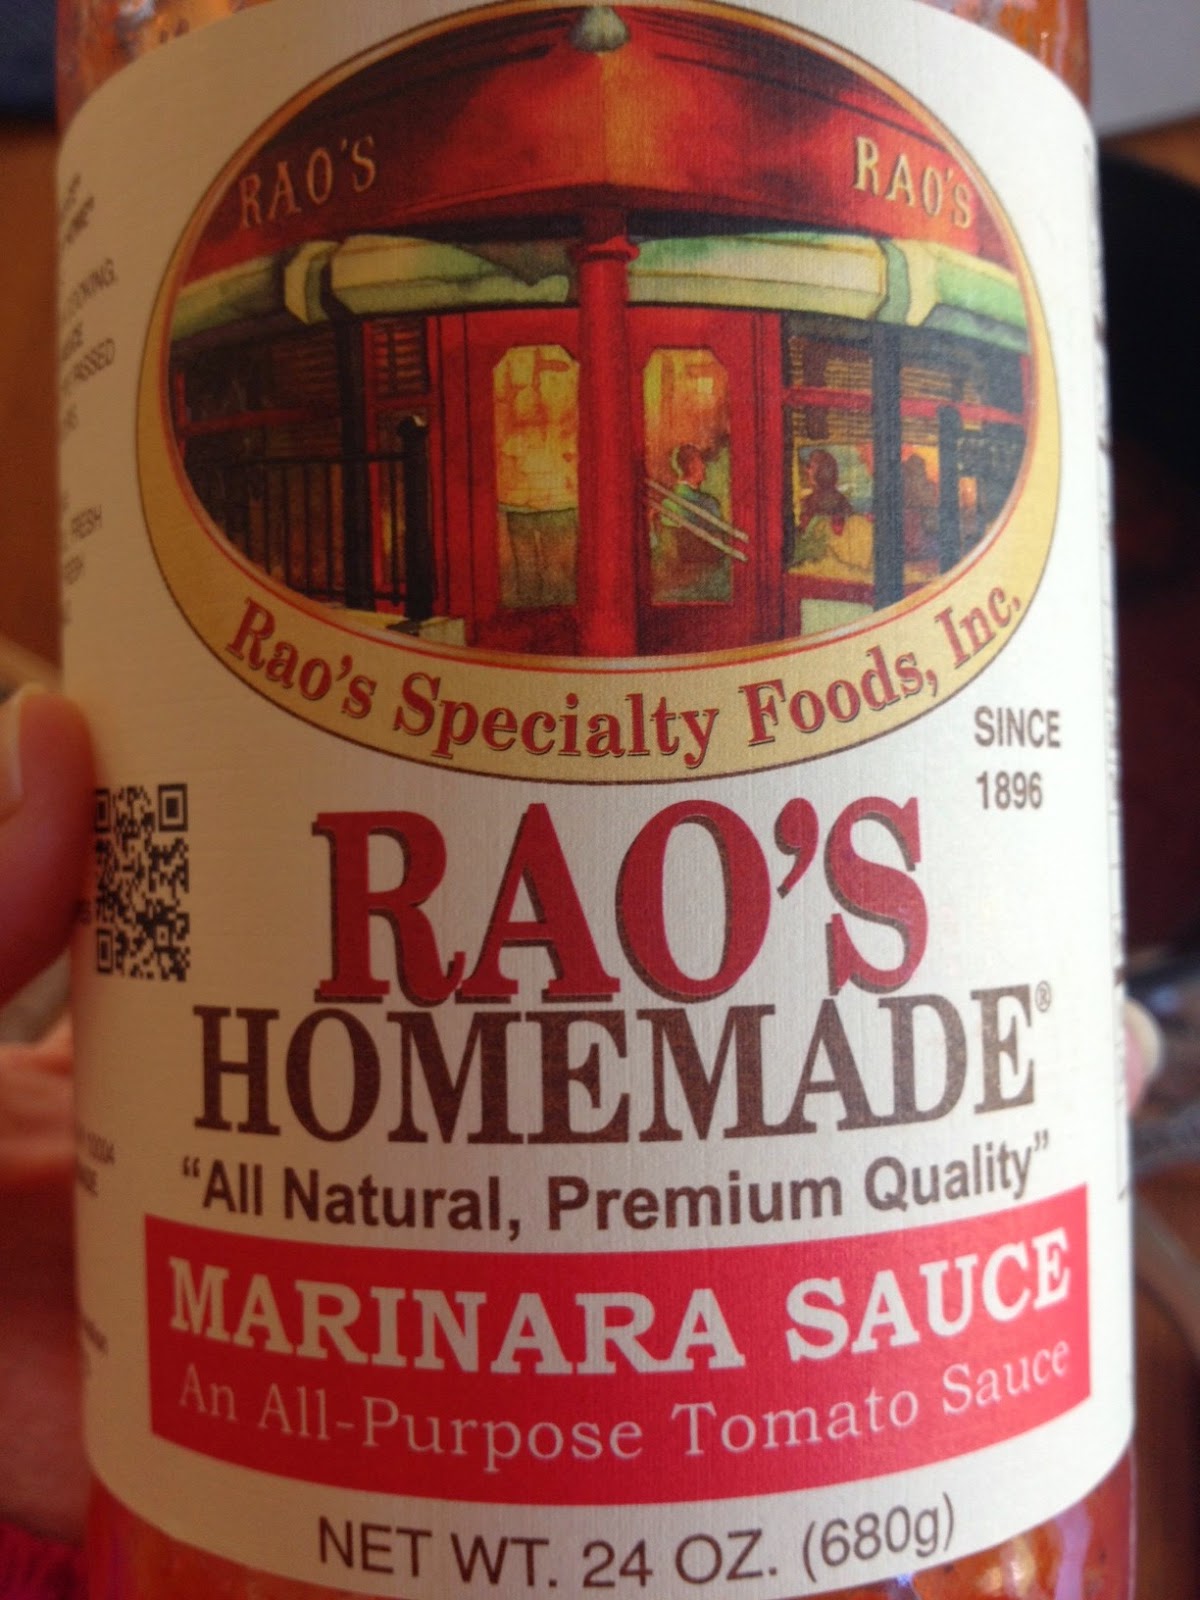 RAO'S RAO'S
Rao's Specialty Foods, Inc.
SINCE
1896
RAO'S
HOMEMADE®
"All Natural, Premium Quality"
MARINARA SAUCE
An All-Purpose Tomato Sauce
NET WT. 24 OZ. (680g)